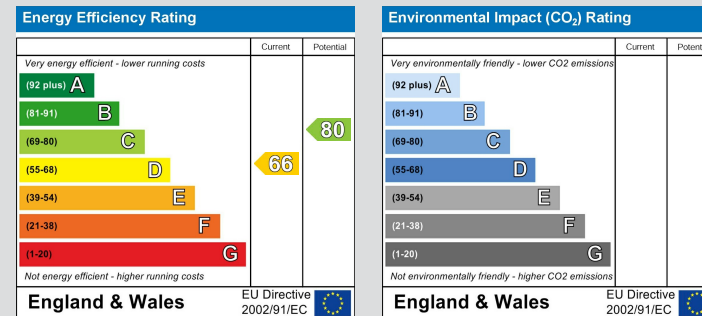 Energy Efficiency Rating
Current Potential
Very energy efficient - lower running costs
(92 plus) A
(81-91) B
80
(69-80) C
(55-68) D
66
(39-54) E
(21-38) F
(1-20) G
Not energy efficient - higher running costs
England & Wales
EU Directive
2002/91/EC
Environmental Impact (CO₂) Rating
Current Potent
Very environmentally friendly - lower CO2 emissions
(92 plus) A
(81-91) B
(69-80) C
(55-68) D
(39-54) E
(21-38) F
(1-20) G
Not environmentally friendly - higher CO2 emissions
England & Wales
EU Directive
2002/91/EC